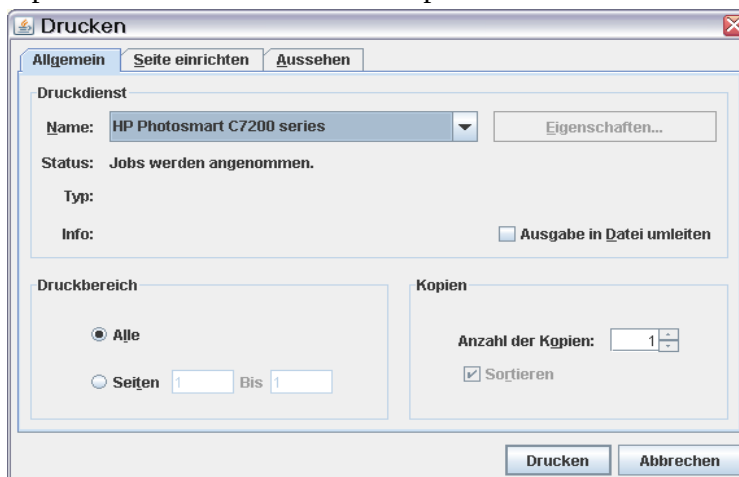 Drucken
Allgemein Seite einrichten Aussehen
Druckdienst
Name: HP Photosmart C7200 series Eigenschaften...
Status: Jobs werden angenommen.
Typ:
Info: Ausgabe in Datei umleiten
Druckbereich Kopien
Alle
Anzahl der Kopien: 1
Seiten 1 Bis 1
Sortieren
Drucken Abbrechen